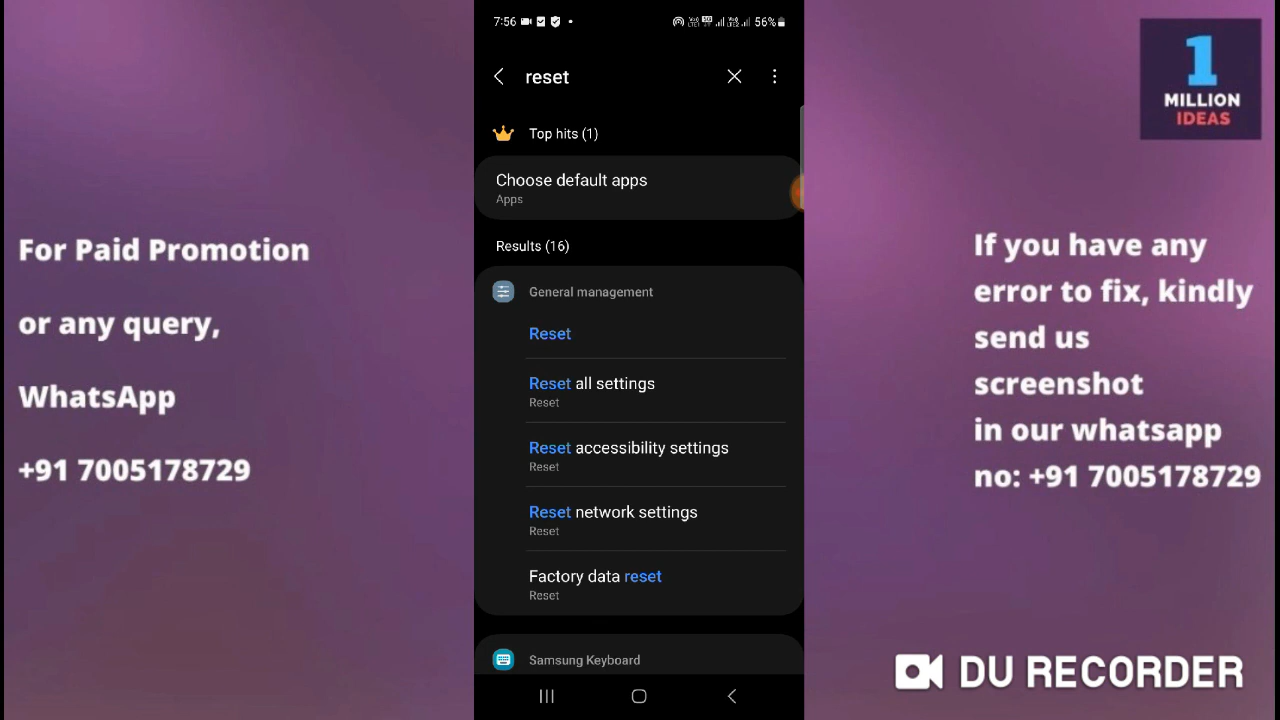 For Paid Promotion
or any query,
WhatsApp
+91 7005178729
7:56
56%
reset
Top hits (1)
Choose default apps
Apps
Results (16)
General management
Reset
Reset all settings
Reset
Reset accessibility settings
Reset
Reset network settings
Reset
Factory data reset
Reset
Samsung Keyboard
1
MILLION
IDEAS
If you have any
error to fix, kindly
send us
screenshot
in our whatsapp
no: +91 7005178729
DU RECORDER